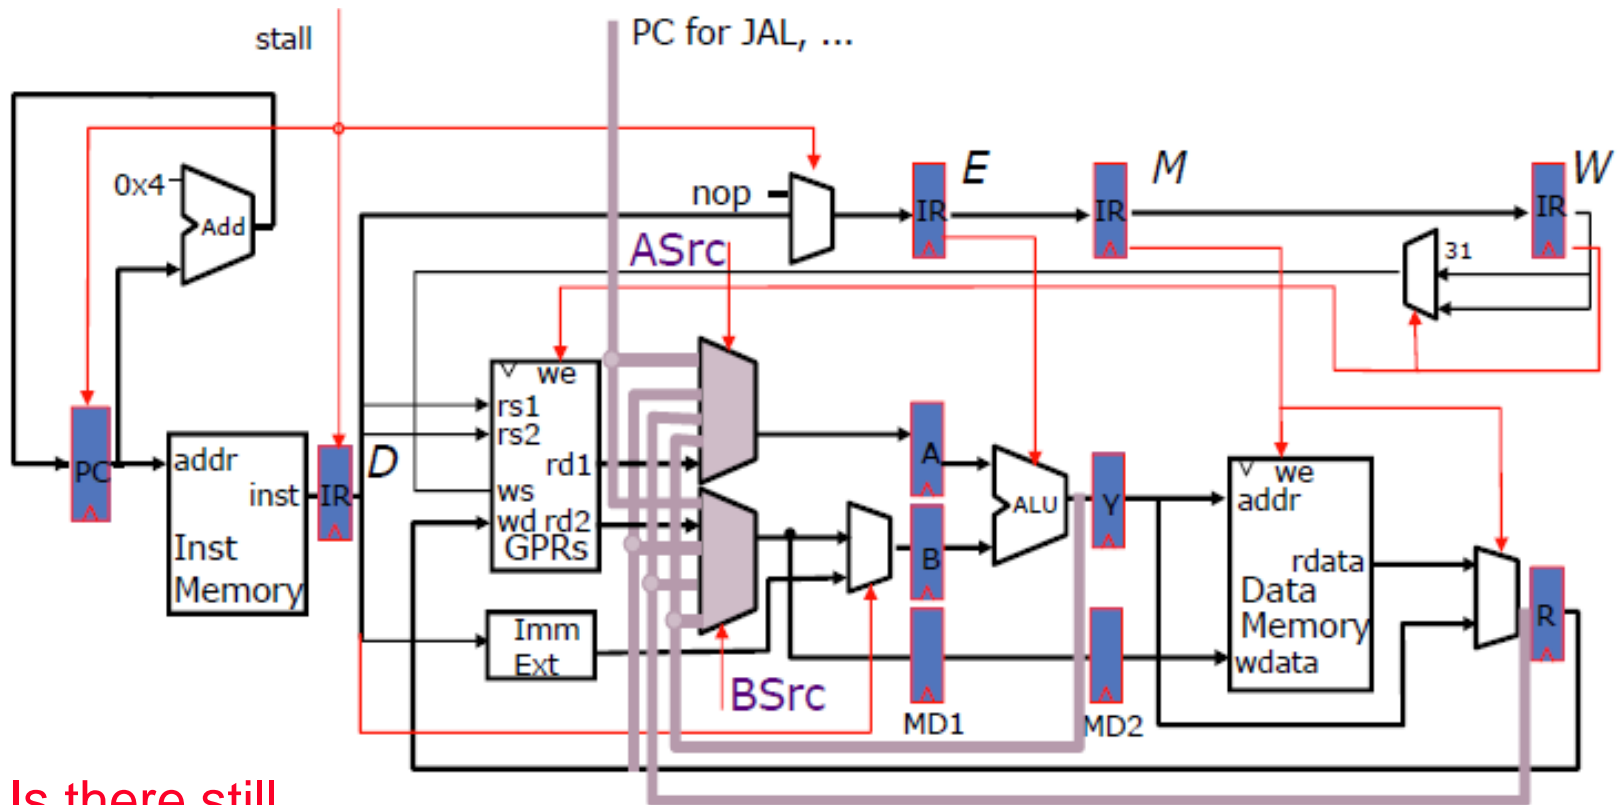 stall
PC for JAL, ...
0x4
Add
nop
IR
E
IR
M
IR
W
31
ASrc
we
rs1
rs2
rd1
ws
wd rd2
GPRs
PC
addr
inst
Inst
Memory
IR
D
A
B
ALU
Y
we
addr
rdata
Data
Memory
wdata
R
Imm
Ext
BSrc
MD1
MD2
Is there still